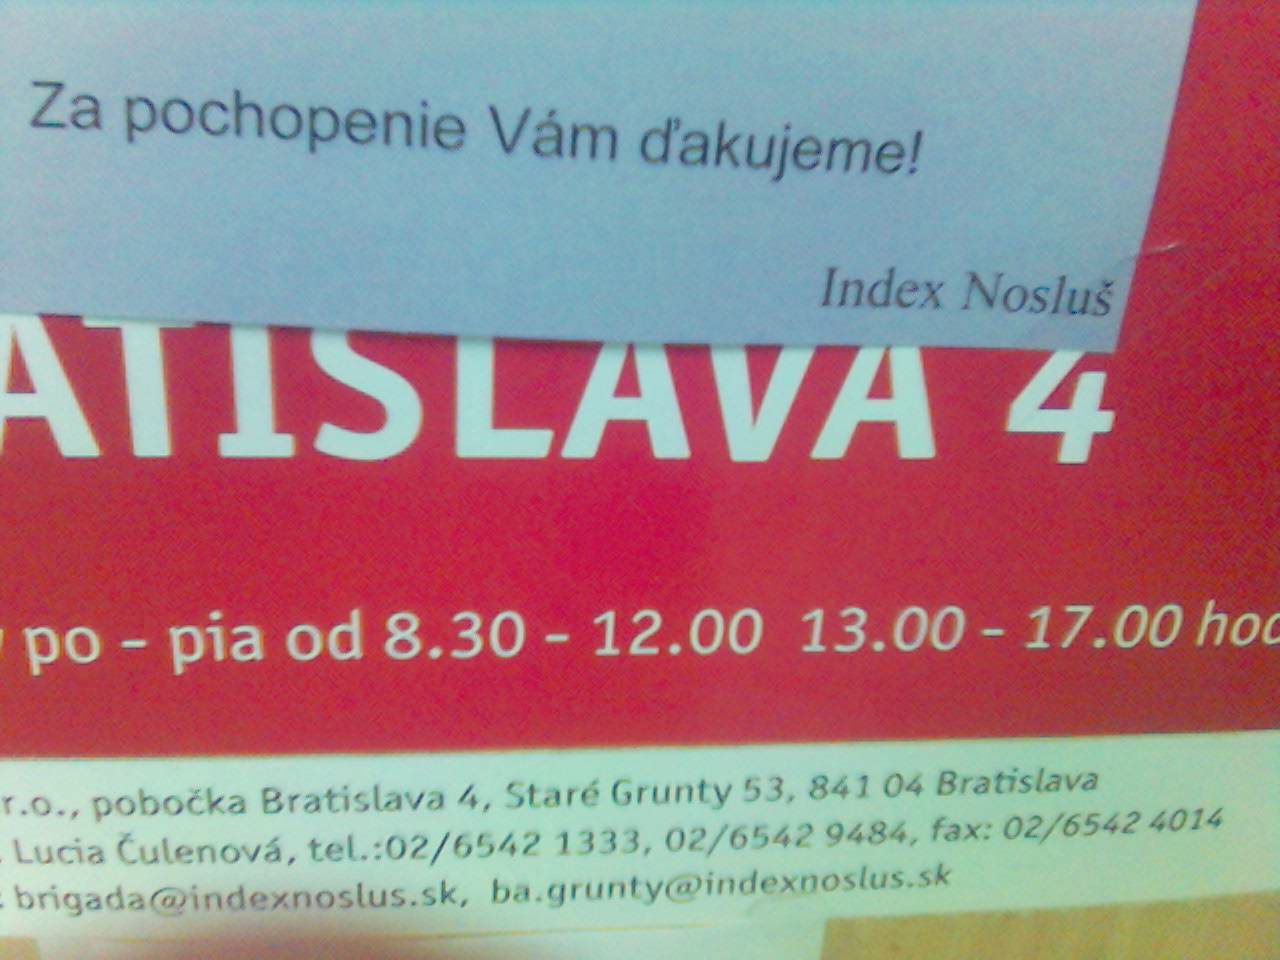 Za pochopenie Vám ďakujeme!
Index Nosluš
ATISLAVA 4
po - pia od 8.30 - 12.00 13.00 - 17.00 hod
r.o., pobočka Bratislava 4, Staré Grunty 53, 841 04 Bratislava
Lucia Čulenová, tel.:02/6542 1333, 02/6542 9484, fax: 02/6542 4014
brigada@indexnoslus.sk, ba.grunty@indexnoslus.sk